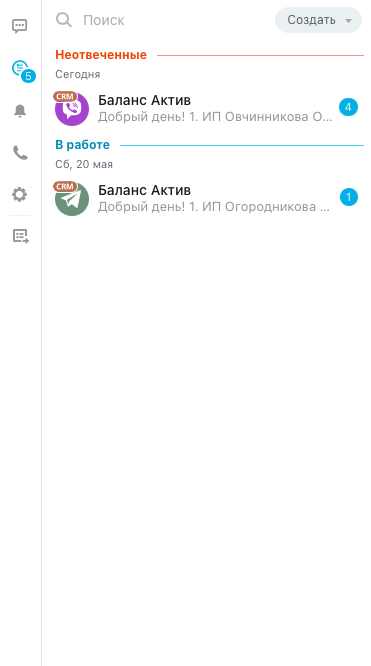 Поиск
Создать
5
Неотвеченные
Сегодня
CRM
Баланс Актив
Добрый день! 1. ИП Овчинникова О...
4
В работе
Сб, 20 мая
CRM
Баланс Актив
Добрый день! 1. ИП Огородникова ...
1